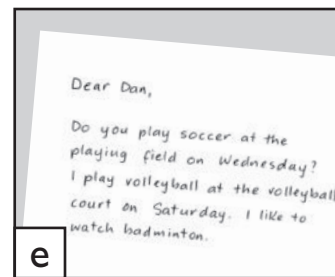 Dear Dan,
Do you play soccer at the
playing field on Wednesday?
I play volleyball at the volleyball
court on Saturday. I like to
watch badminton.
e